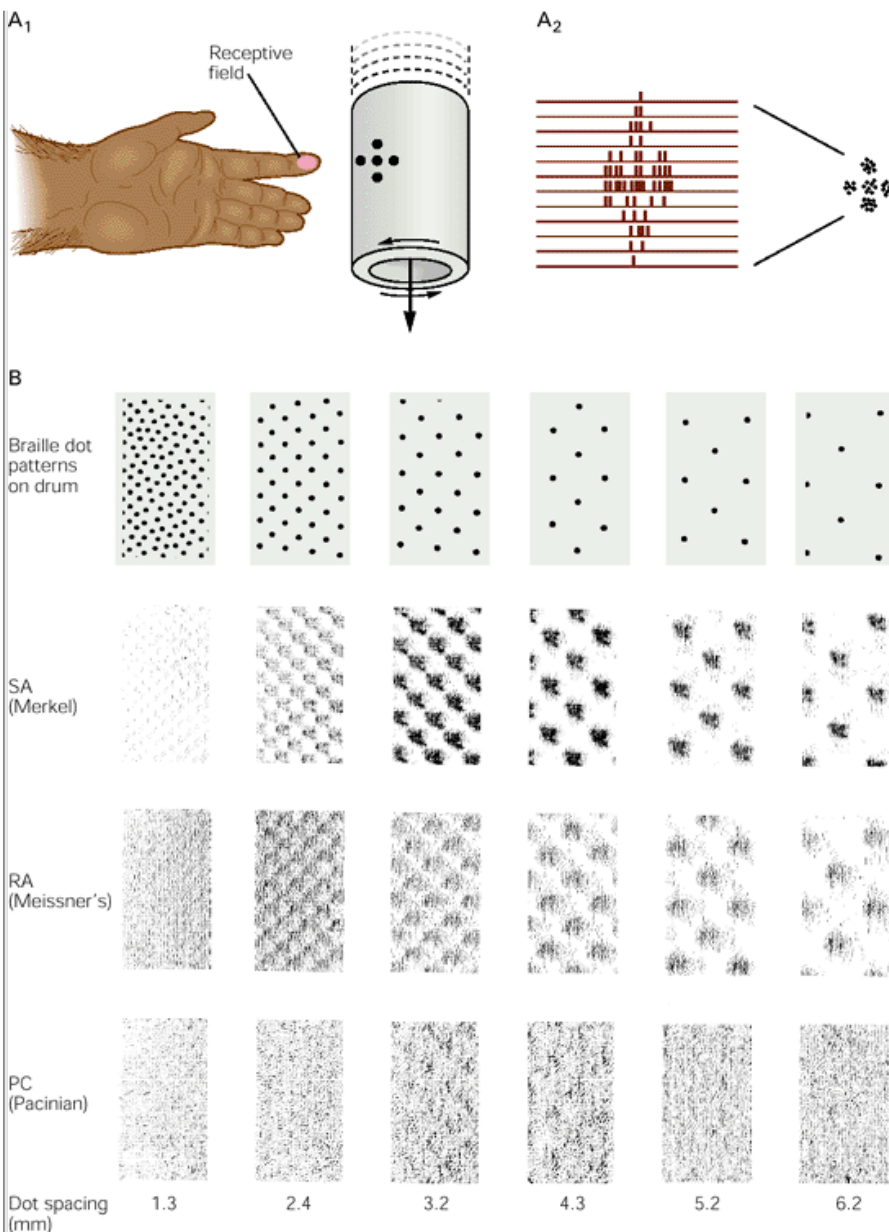 A1
A2
Receptive
field
B
Braille dot
patterns
on drum
SA
(Merkel)
RA
(Meissner's)
PC
(Pacinian)
Dot spacing 1.3 2.4 3.2 4.3 5.2 6.2
(mm)